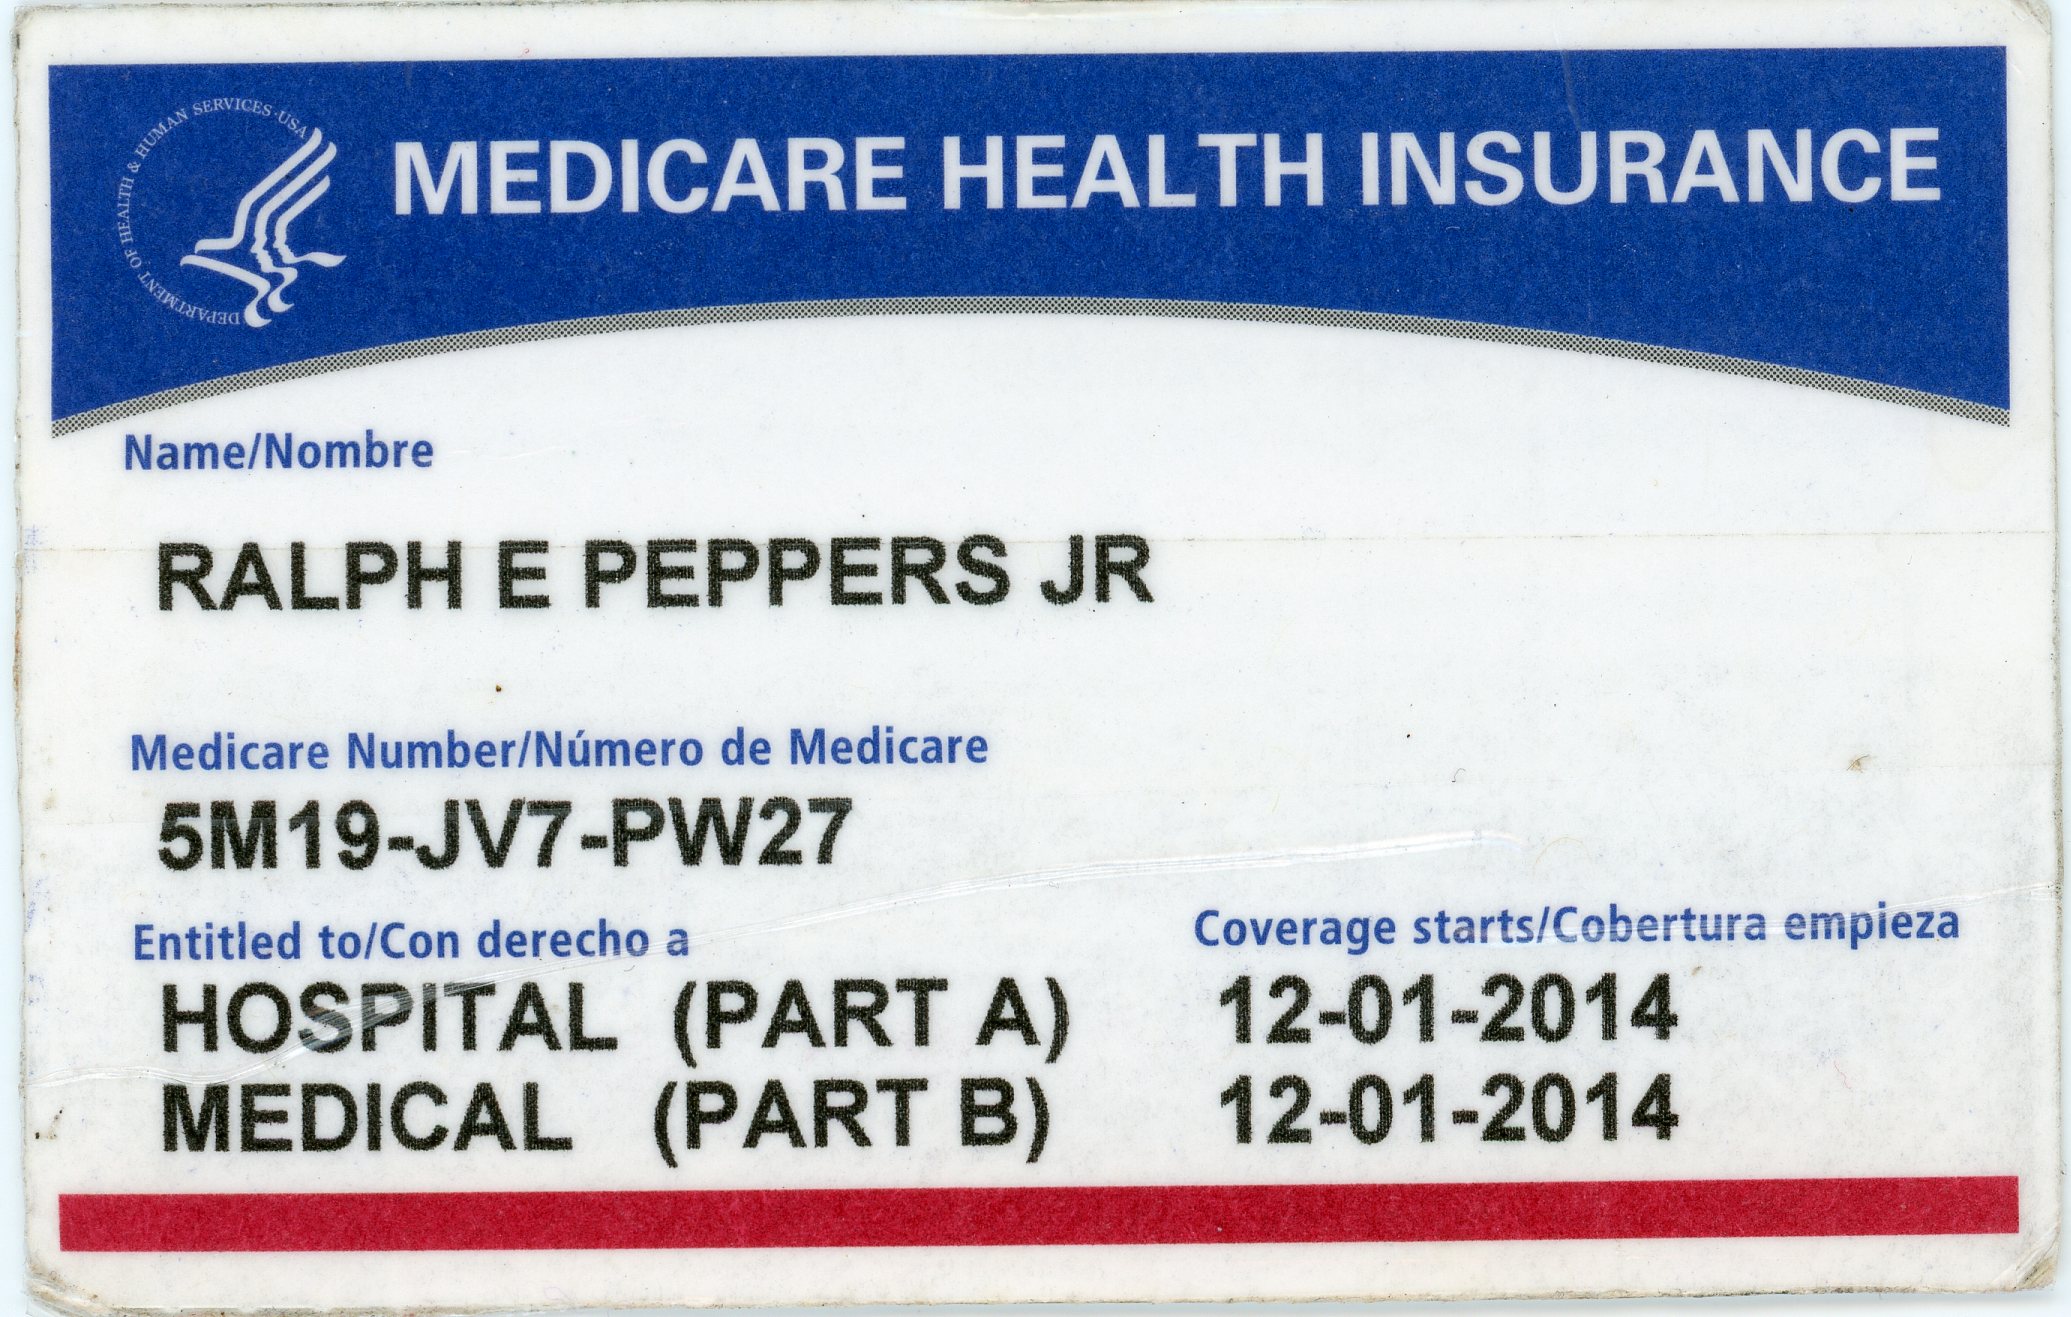 DEPARTMENT OF HEALTH & HUMAN SERVICES·USA
MEDICARE HEALTH INSURANCE
Name/Nombre
RALPH E PEPPERS JR
Medicare Number/Número de Medicare
5M19-JV7-PW27
Entitled to/Con derecho a
Coverage starts/Cobertura empieza
HOSPITAL (PART A) 12-01-2014
MEDICAL (PART B) 12-01-2014